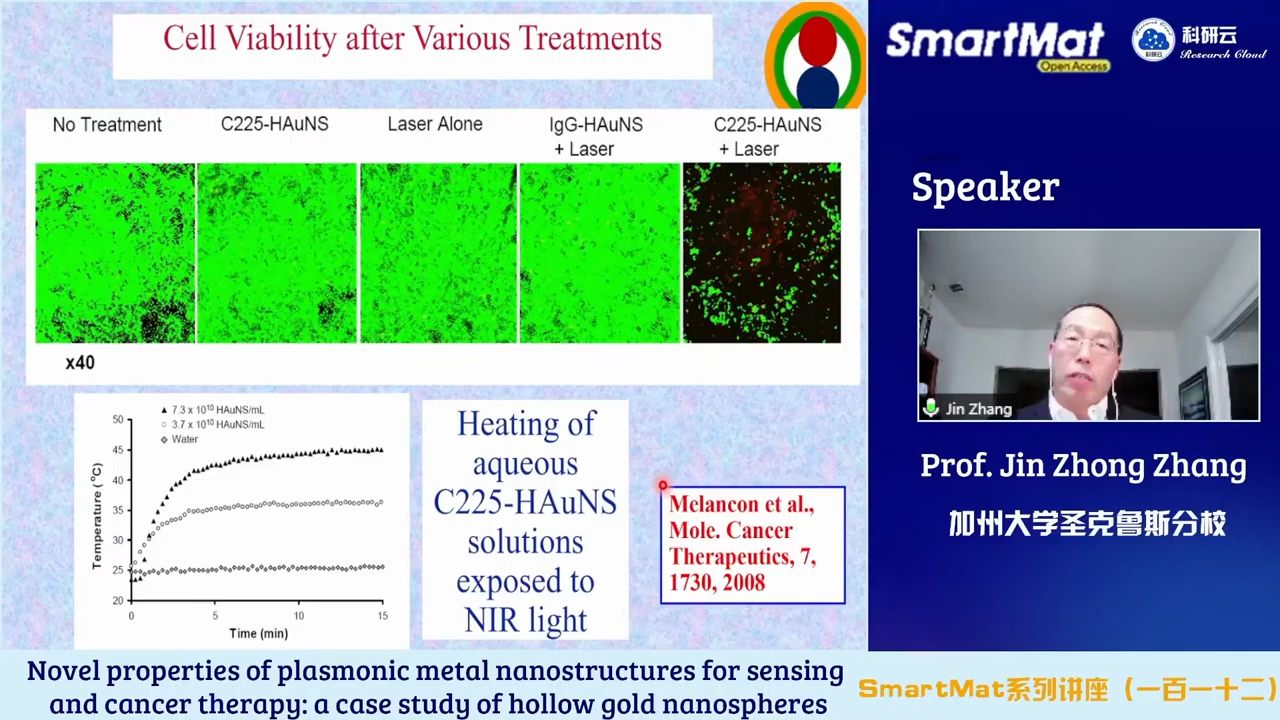 Cell Viability after Various Treatments
No Treatment
C225-HAuNS
Laser Alone
IgG-HAuNS
+ Laser
C225-HAuNS
+ Laser
x40
▲ 7.3 x 10¹⁰ HAuNS/mL
○ 3.7 x 10¹⁰ HAuNS/mL
◇ Water
50
45
40
35
30
25
20
Temperature (°C)
0
5
10
15
Time (min)
Heating of
aqueous
C225-HAuNS
solutions
exposed to
NIR light
Melancon et al.,
Mole. Cancer
Therapeutics, 7,
1730, 2008
SmartMat
Open Access
科研云
Research Cloud
科研云
Speaker
Jin Zhang
Prof. Jin Zhong Zhang
加州大学圣克鲁斯分校
Novel properties of plasmonic metal nanostructures for sensing
and cancer therapy: a case study of hollow gold nanospheres
SmartMat系列讲座（一百一十二）